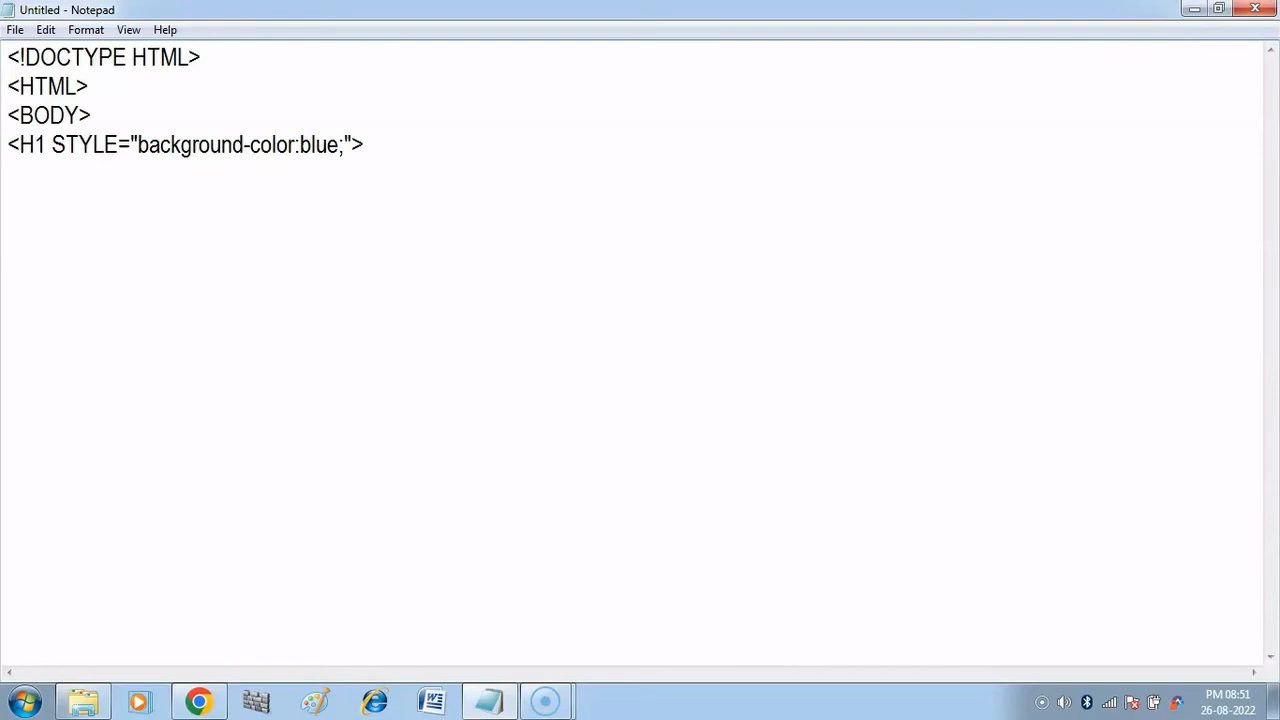 Untitled - Notepad
File Edit Format View Help
<!DOCTYPE HTML>
<HTML>
<BODY>
<H1 STYLE="background-color:blue;">
PM 08:51
26-08-2022